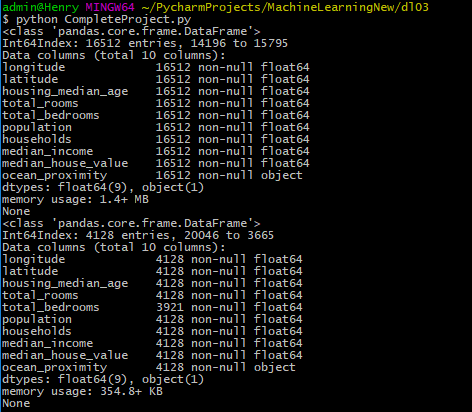 admin@Henry MINGW64 ~/PycharmProjects/MachineLearningNew/dl03
$ python CompleteProject.py
<class 'pandas.core.frame.DataFrame'>
Int64Index: 16512 entries, 14196 to 15795
Data columns (total 10 columns):
longitude             16512 non-null float64
latitude              16512 non-null float64
housing_median_age    16512 non-null float64
total_rooms           16512 non-null float64
total_bedrooms        16512 non-null float64
population            16512 non-null float64
households            16512 non-null float64
median_income         16512 non-null float64
median_house_value    16512 non-null float64
ocean_proximity       16512 non-null object
dtypes: float64(9), object(1)
memory usage: 1.4+ MB
None
<class 'pandas.core.frame.DataFrame'>
Int64Index: 4128 entries, 20046 to 3665
Data columns (total 10 columns):
longitude             4128 non-null float64
latitude              4128 non-null float64
housing_median_age    4128 non-null float64
total_rooms           4128 non-null float64
total_bedrooms        3921 non-null float64
population            4128 non-null float64
households            4128 non-null float64
median_income         4128 non-null float64
median_house_value    4128 non-null float64
ocean_proximity       4128 non-null object
dtypes: float64(9), object(1)
memory usage: 354.8+ KB
None